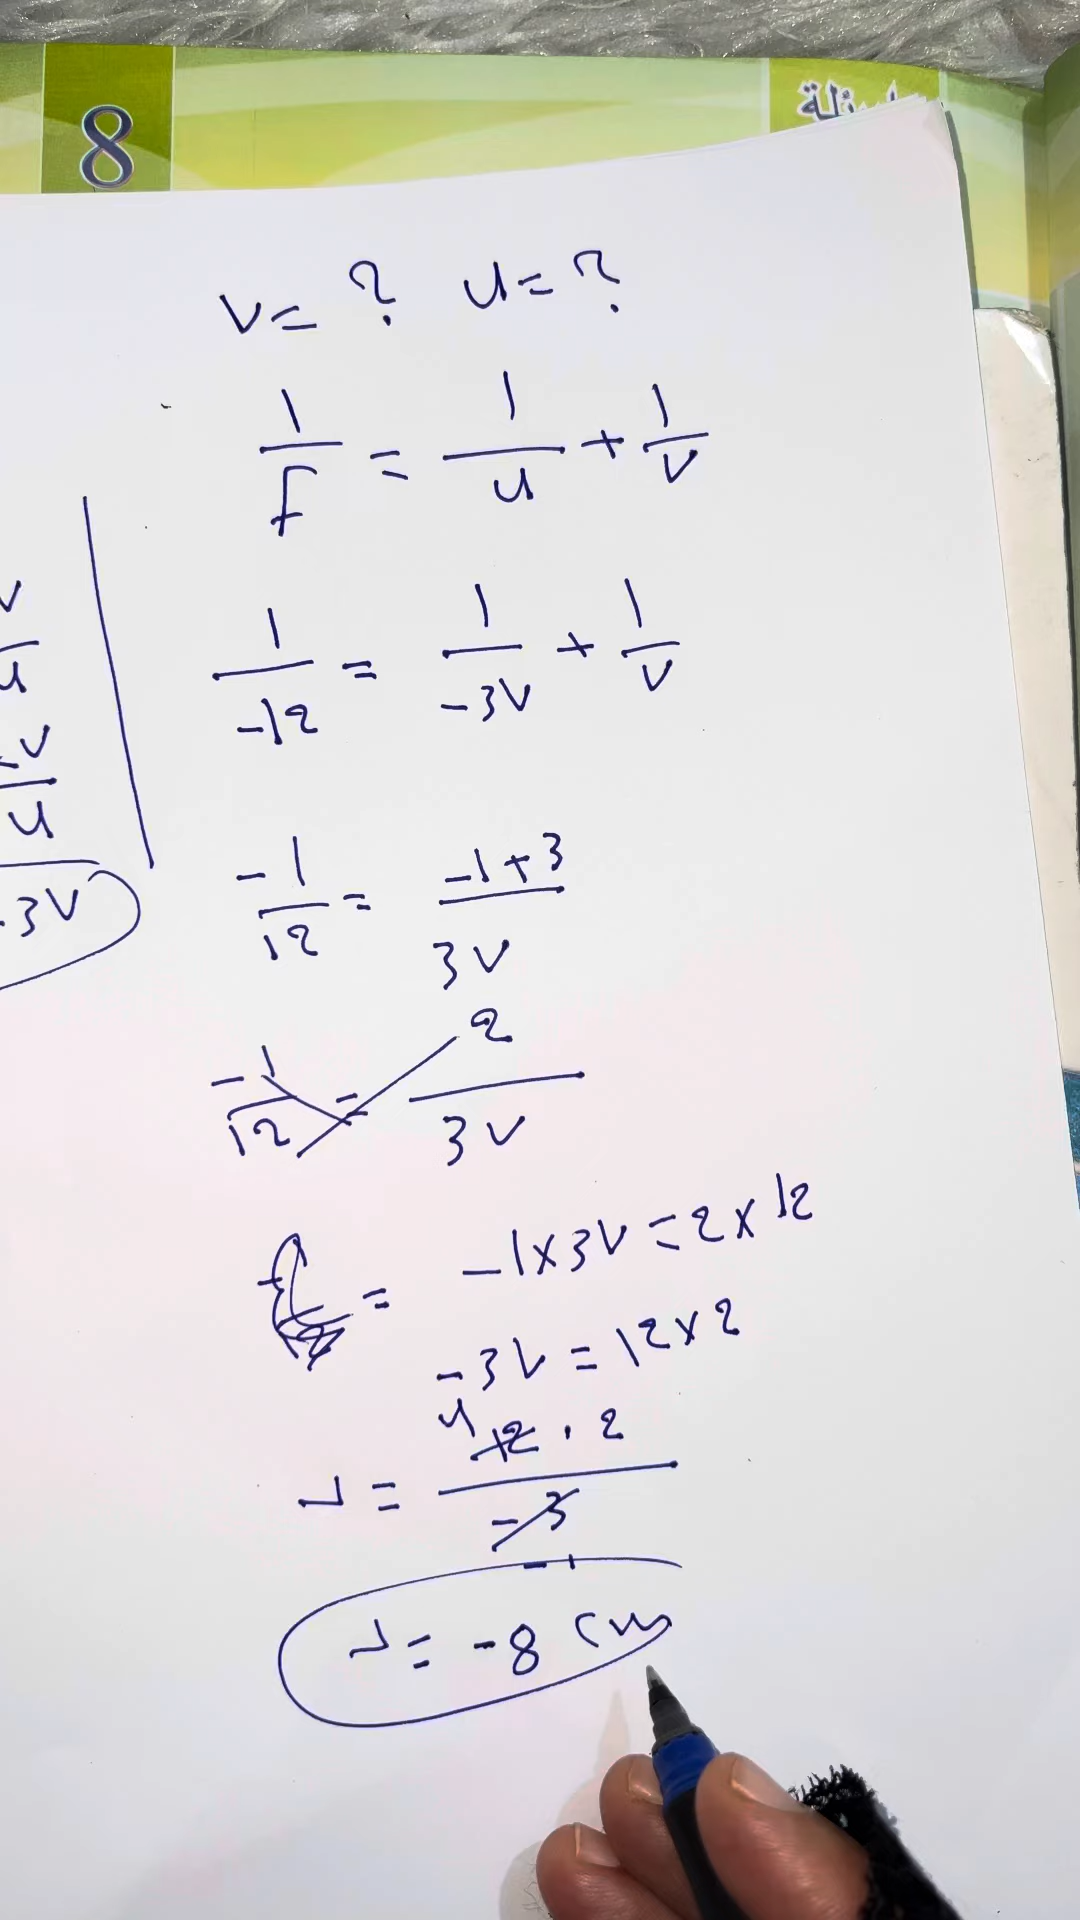 8
v = ? u = ?
1/f = 1/u + 1/v
v/u
1/-12 = 1/-3v + 1/v
v/u
3v
-1/12 = -1+3/3v
-1/12 = 2/3v
-1x3v = 2x12
-3v = 12x2
v = 4 12 . 2/-3
v = -8 cm